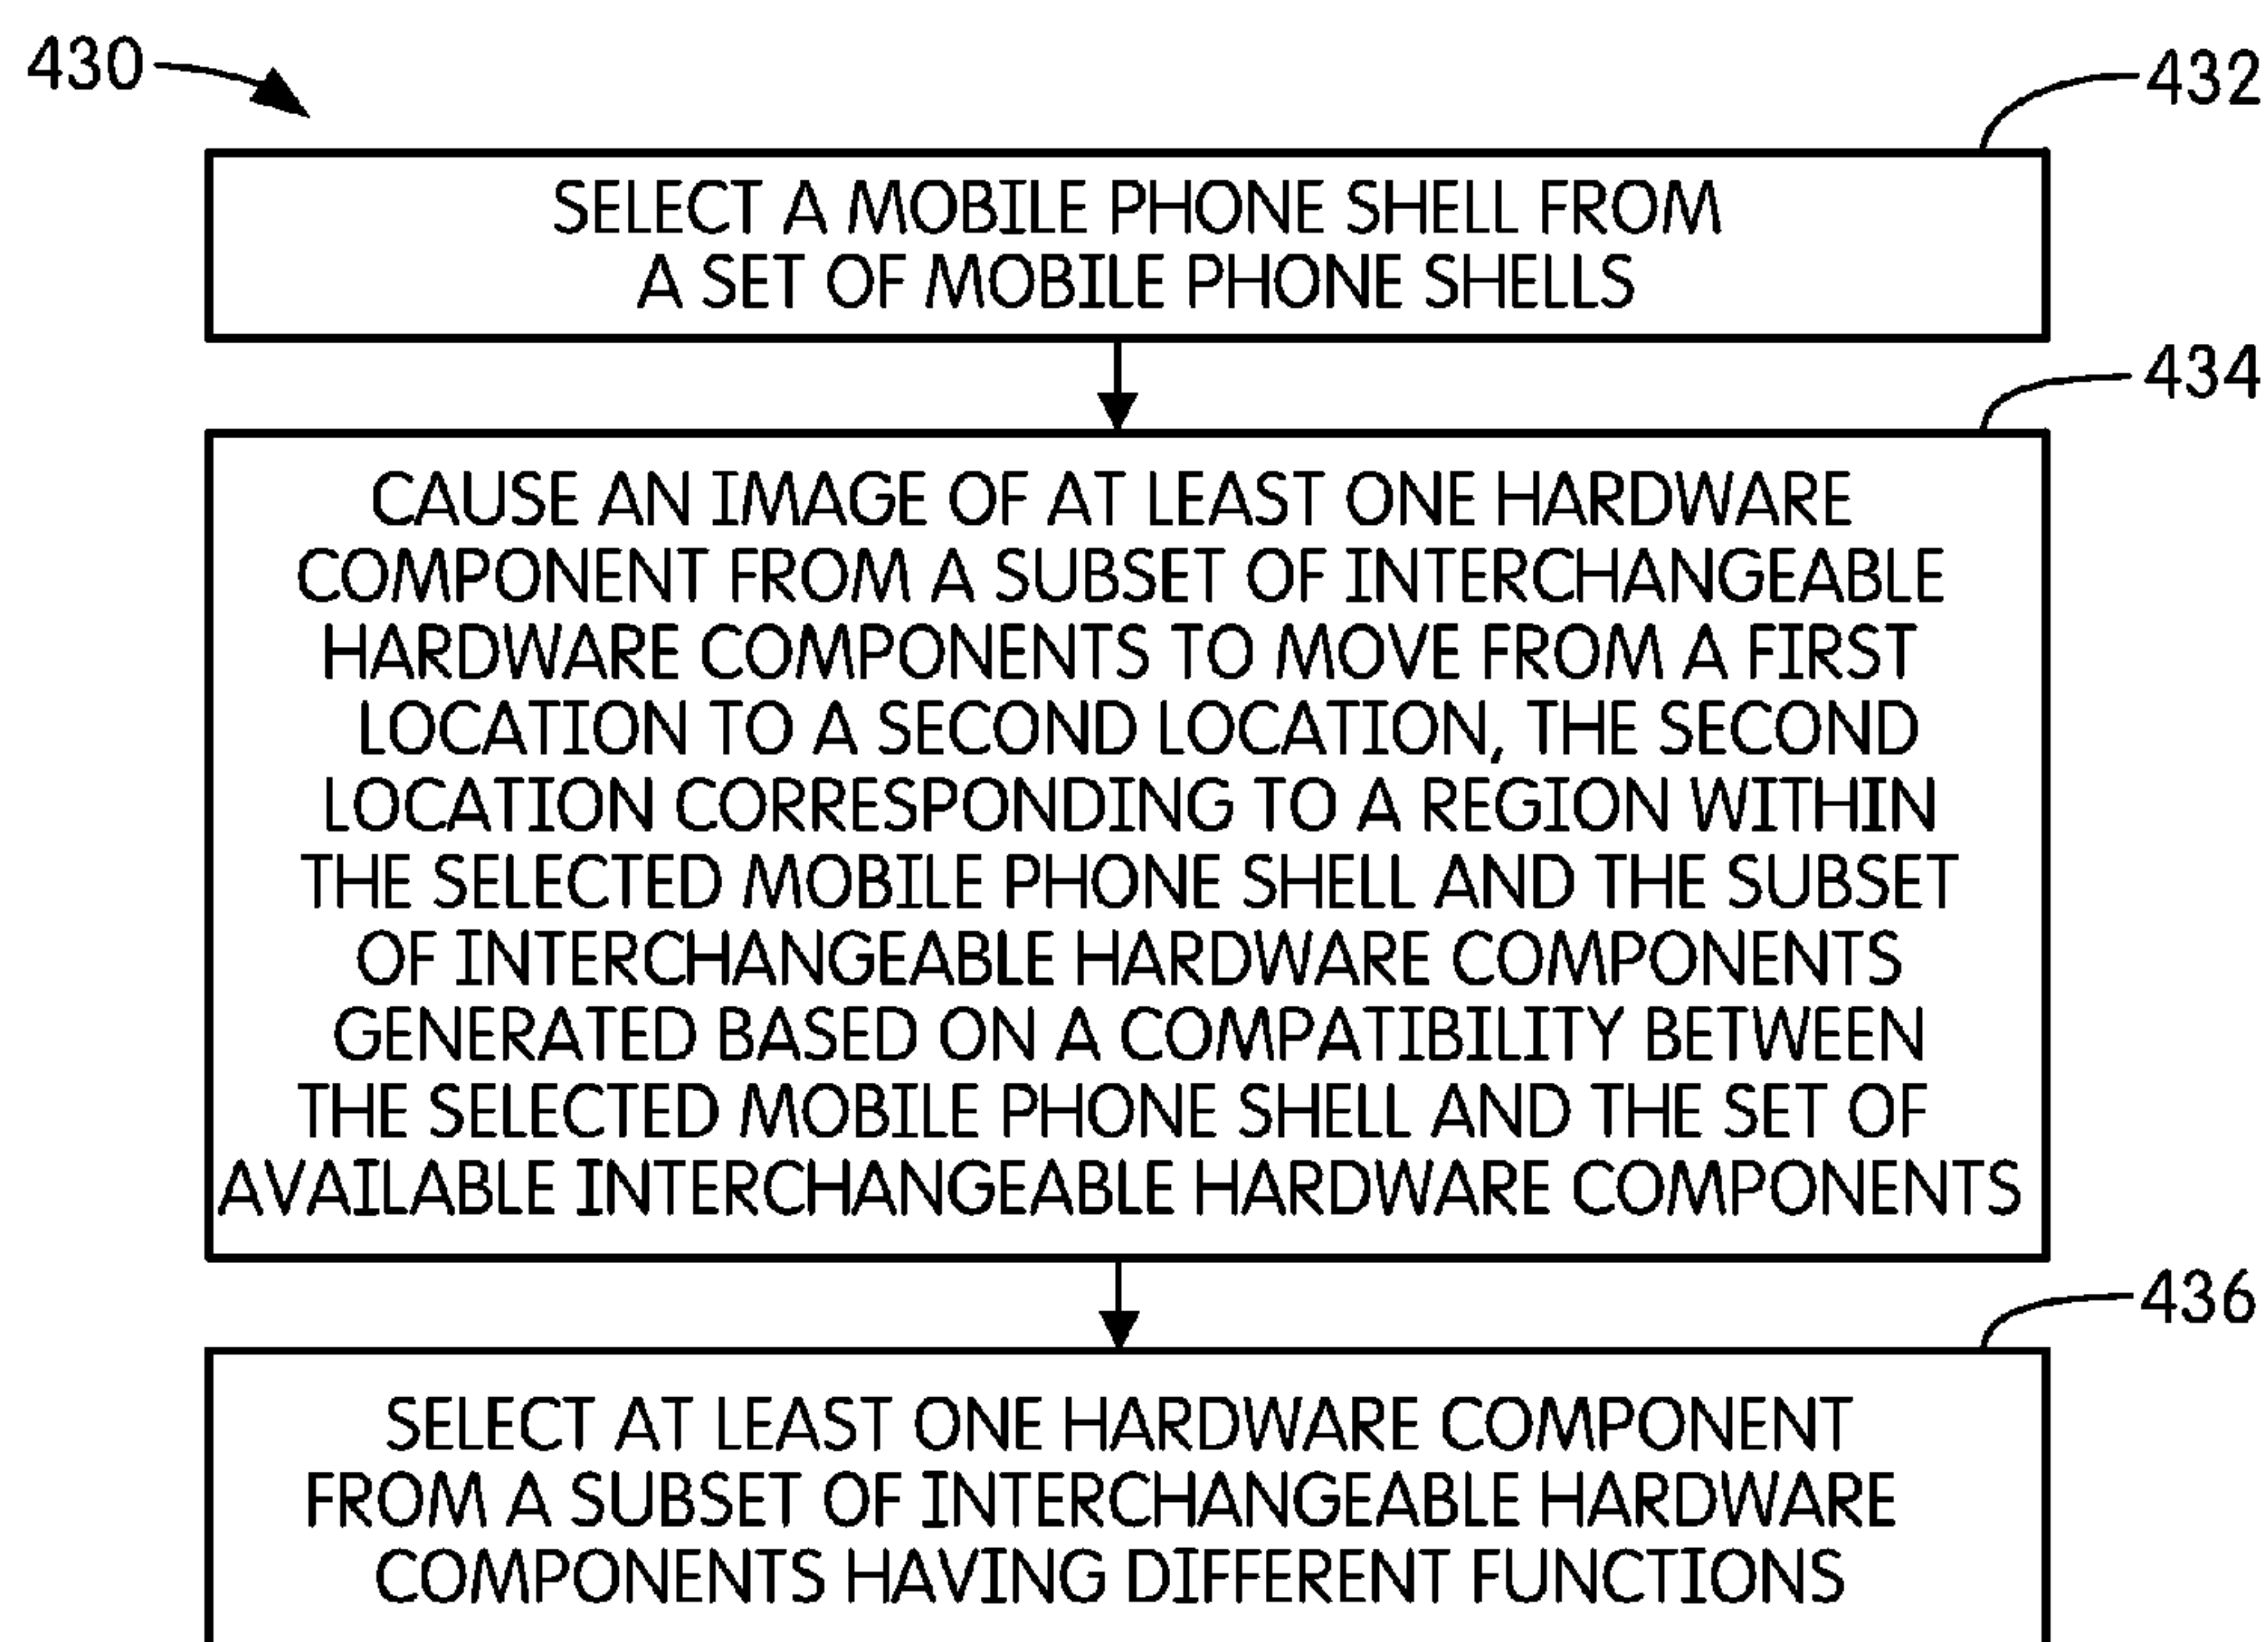 430
432
SELECT A MOBILE PHONE SHELL FROM
A SET OF MOBILE PHONE SHELLS
434
CAUSE AN IMAGE OF AT LEAST ONE HARDWARE
COMPONENT FROM A SUBSET OF INTERCHANGEABLE
HARDWARE COMPONENTS TO MOVE FROM A FIRST
LOCATION TO A SECOND LOCATION, THE SECOND
LOCATION CORRESPONDING TO A REGION WITHIN
THE SELECTED MOBILE PHONE SHELL AND THE SUBSET
OF INTERCHANGEABLE HARDWARE COMPONENTS
GENERATED BASED ON A COMPATIBILITY BETWEEN
THE SELECTED MOBILE PHONE SHELL AND THE SET OF
AVAILABLE INTERCHANGEABLE HARDWARE COMPONENTS
436
SELECT AT LEAST ONE HARDWARE COMPONENT
FROM A SUBSET OF INTERCHANGEABLE HARDWARE
COMPONENTS HAVING DIFFERENT FUNCTIONS